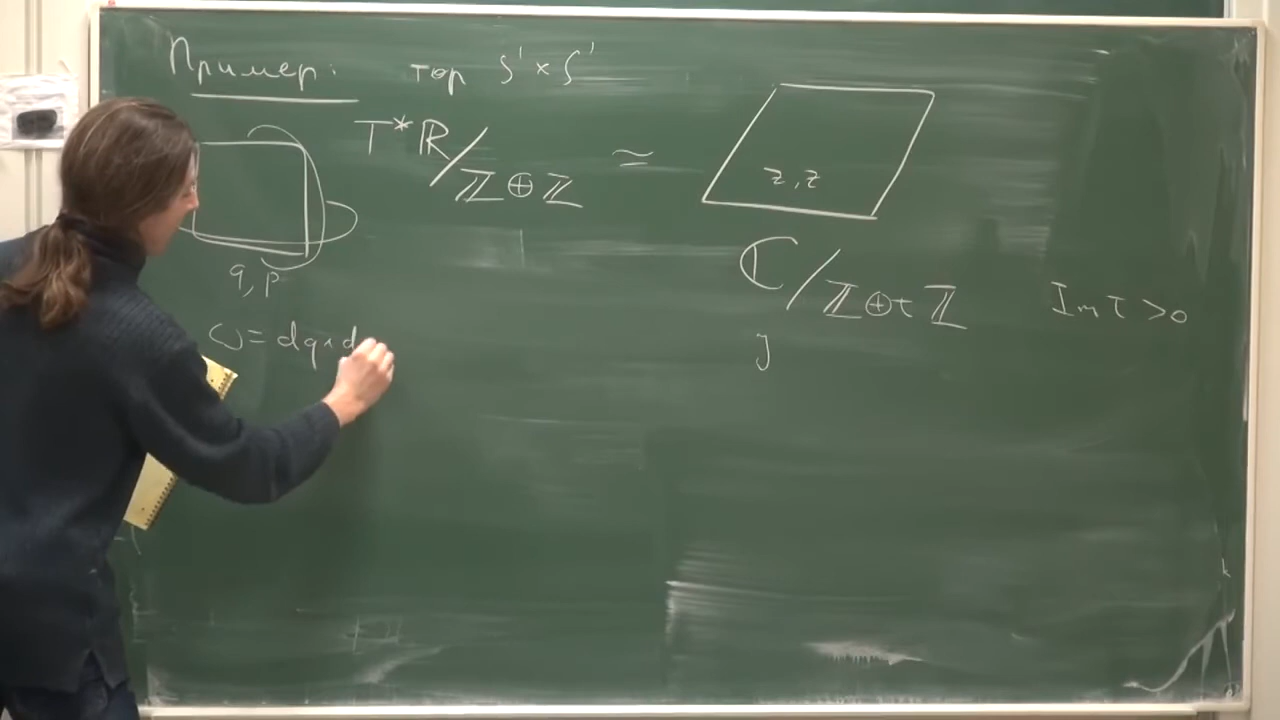 Пример: тор S¹ × S¹
T*ℝ/ℤ⊕ℤ ≃
z, z
q, p
ℂ/ℤ⊕τℤ Im τ > 0
ω = dq ∧ d
J